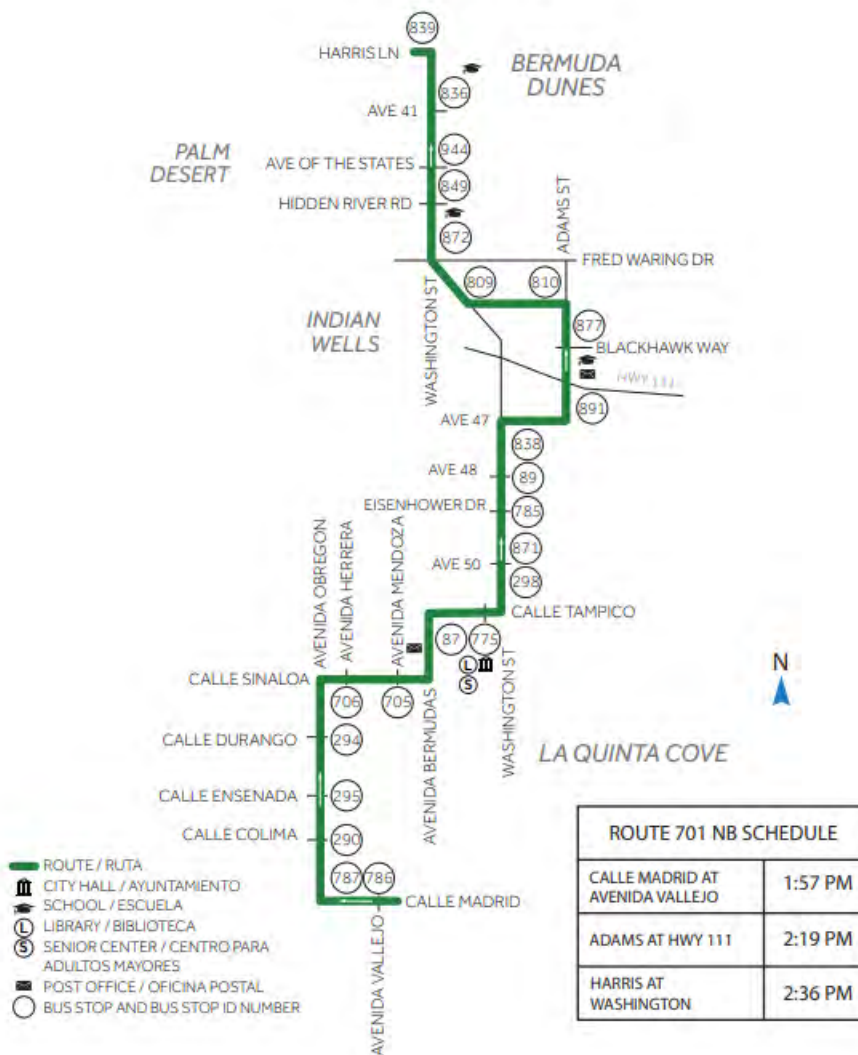 839
HARRIS LN
BERMUDA
DUNES
836
AVE 41
PALM
DESERT
944
AVE OF THE STATES
849
HIDDEN RIVER RD
872
ADAMS ST
FRED WARING DR
809
810
WASHINGTON ST
INDIAN
WELLS
877
BLACKHAWK WAY
HWY 111
891
AVE 47
838
AVE 48
89
EISENHOWER DR
785
871
AVE 50
298
AVENIDA OBREGON
AVENIDA HERRERA
AVENIDA MENDOZA
CALLE TAMPICO
87
775
L
S
N
CALLE SINALOA
706
705
AVENIDA BERMUDAS
WASHINGTON ST
LA QUINTA COVE
CALLE DURANGO
294
CALLE ENSENADA
295
CALLE COLIMA
290
787
786
CALLE MADRID
AVENIDA VALLEJO
ROUTE / RUTA
CITY HALL / AYUNTAMIENTO
SCHOOL / ESCUELA
L LIBRARY / BIBLIOTECA
S SENIOR CENTER / CENTRO PARA
ADULTOS MAYORES
POST OFFICE / OFICINA POSTAL
BUS STOP AND BUS STOP ID NUMBER
ROUTE 701 NB SCHEDULE
CALLE MADRID AT
AVENIDA VALLEJO
1:57 PM
ADAMS AT HWY 111
2:19 PM
HARRIS AT
WASHINGTON
2:36 PM